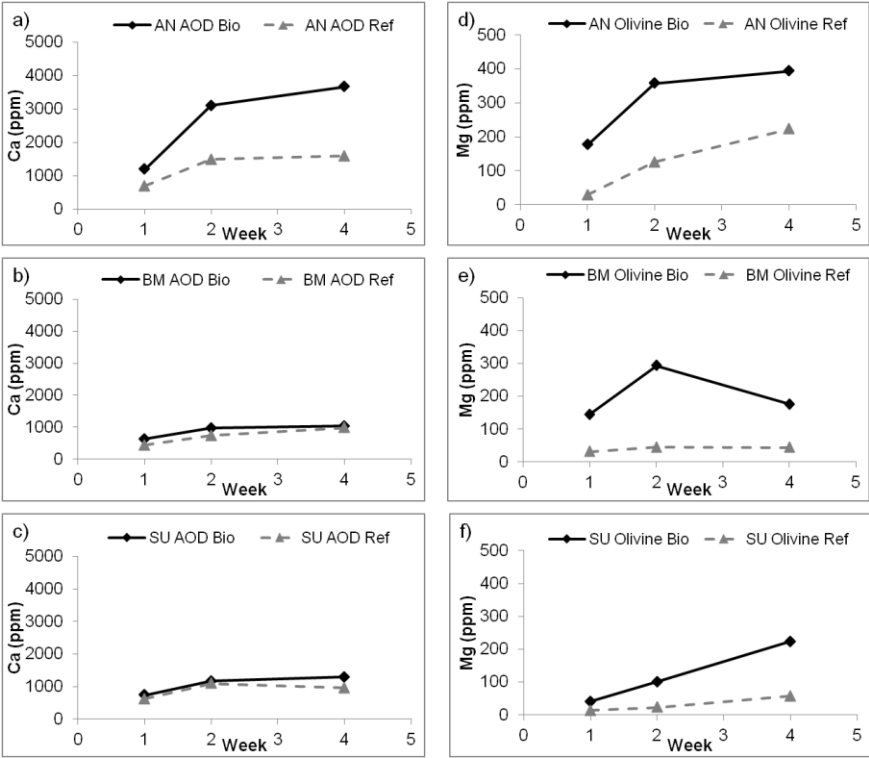 a)
AN AOD Bio AN AOD Ref
Ca (ppm)
5000
4000
3000
2000
1000
0
0 1 2 3 4 5
Week
d)
AN Olivine Bio AN Olivine Ref
Mg (ppm)
500
400
300
200
100
0
0 1 2 3 4 5
Week
b)
BM AOD Bio BM AOD Ref
Ca (ppm)
5000
4000
3000
2000
1000
0
0 1 2 4 5
Week
e)
BM Olivine Bio BM Olivine Ref
Mg (ppm)
500
400
300
200
100
0
0 1 2 3 4 5
Week
c)
SU AOD Bio SU AOD Ref
Ca (ppm)
5000
4000
3000
2000
1000
0
0 1 2 3 4 5
Week
f)
SU Olivine Bio SU Olivine Ref
Mg (ppm)
500
400
300
200
100
0
0 1 2 3 4 5
Week